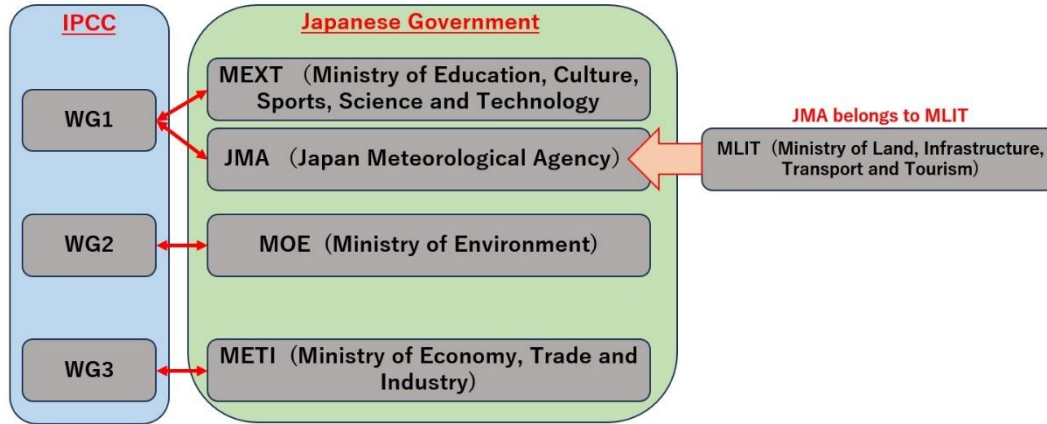 IPCC
Japanese Government
WG1
MEXT （Ministry of Education, Culture,
Sports, Science and Technology
JMA （Japan Meteorological Agency）
JMA belongs to MLIT
MLIT（Ministry of Land, Infrastructure,
Transport and Tourism）
WG2
MOE（Ministry of Environment）
WG3
METI（Ministry of Economy, Trade and
Industry）